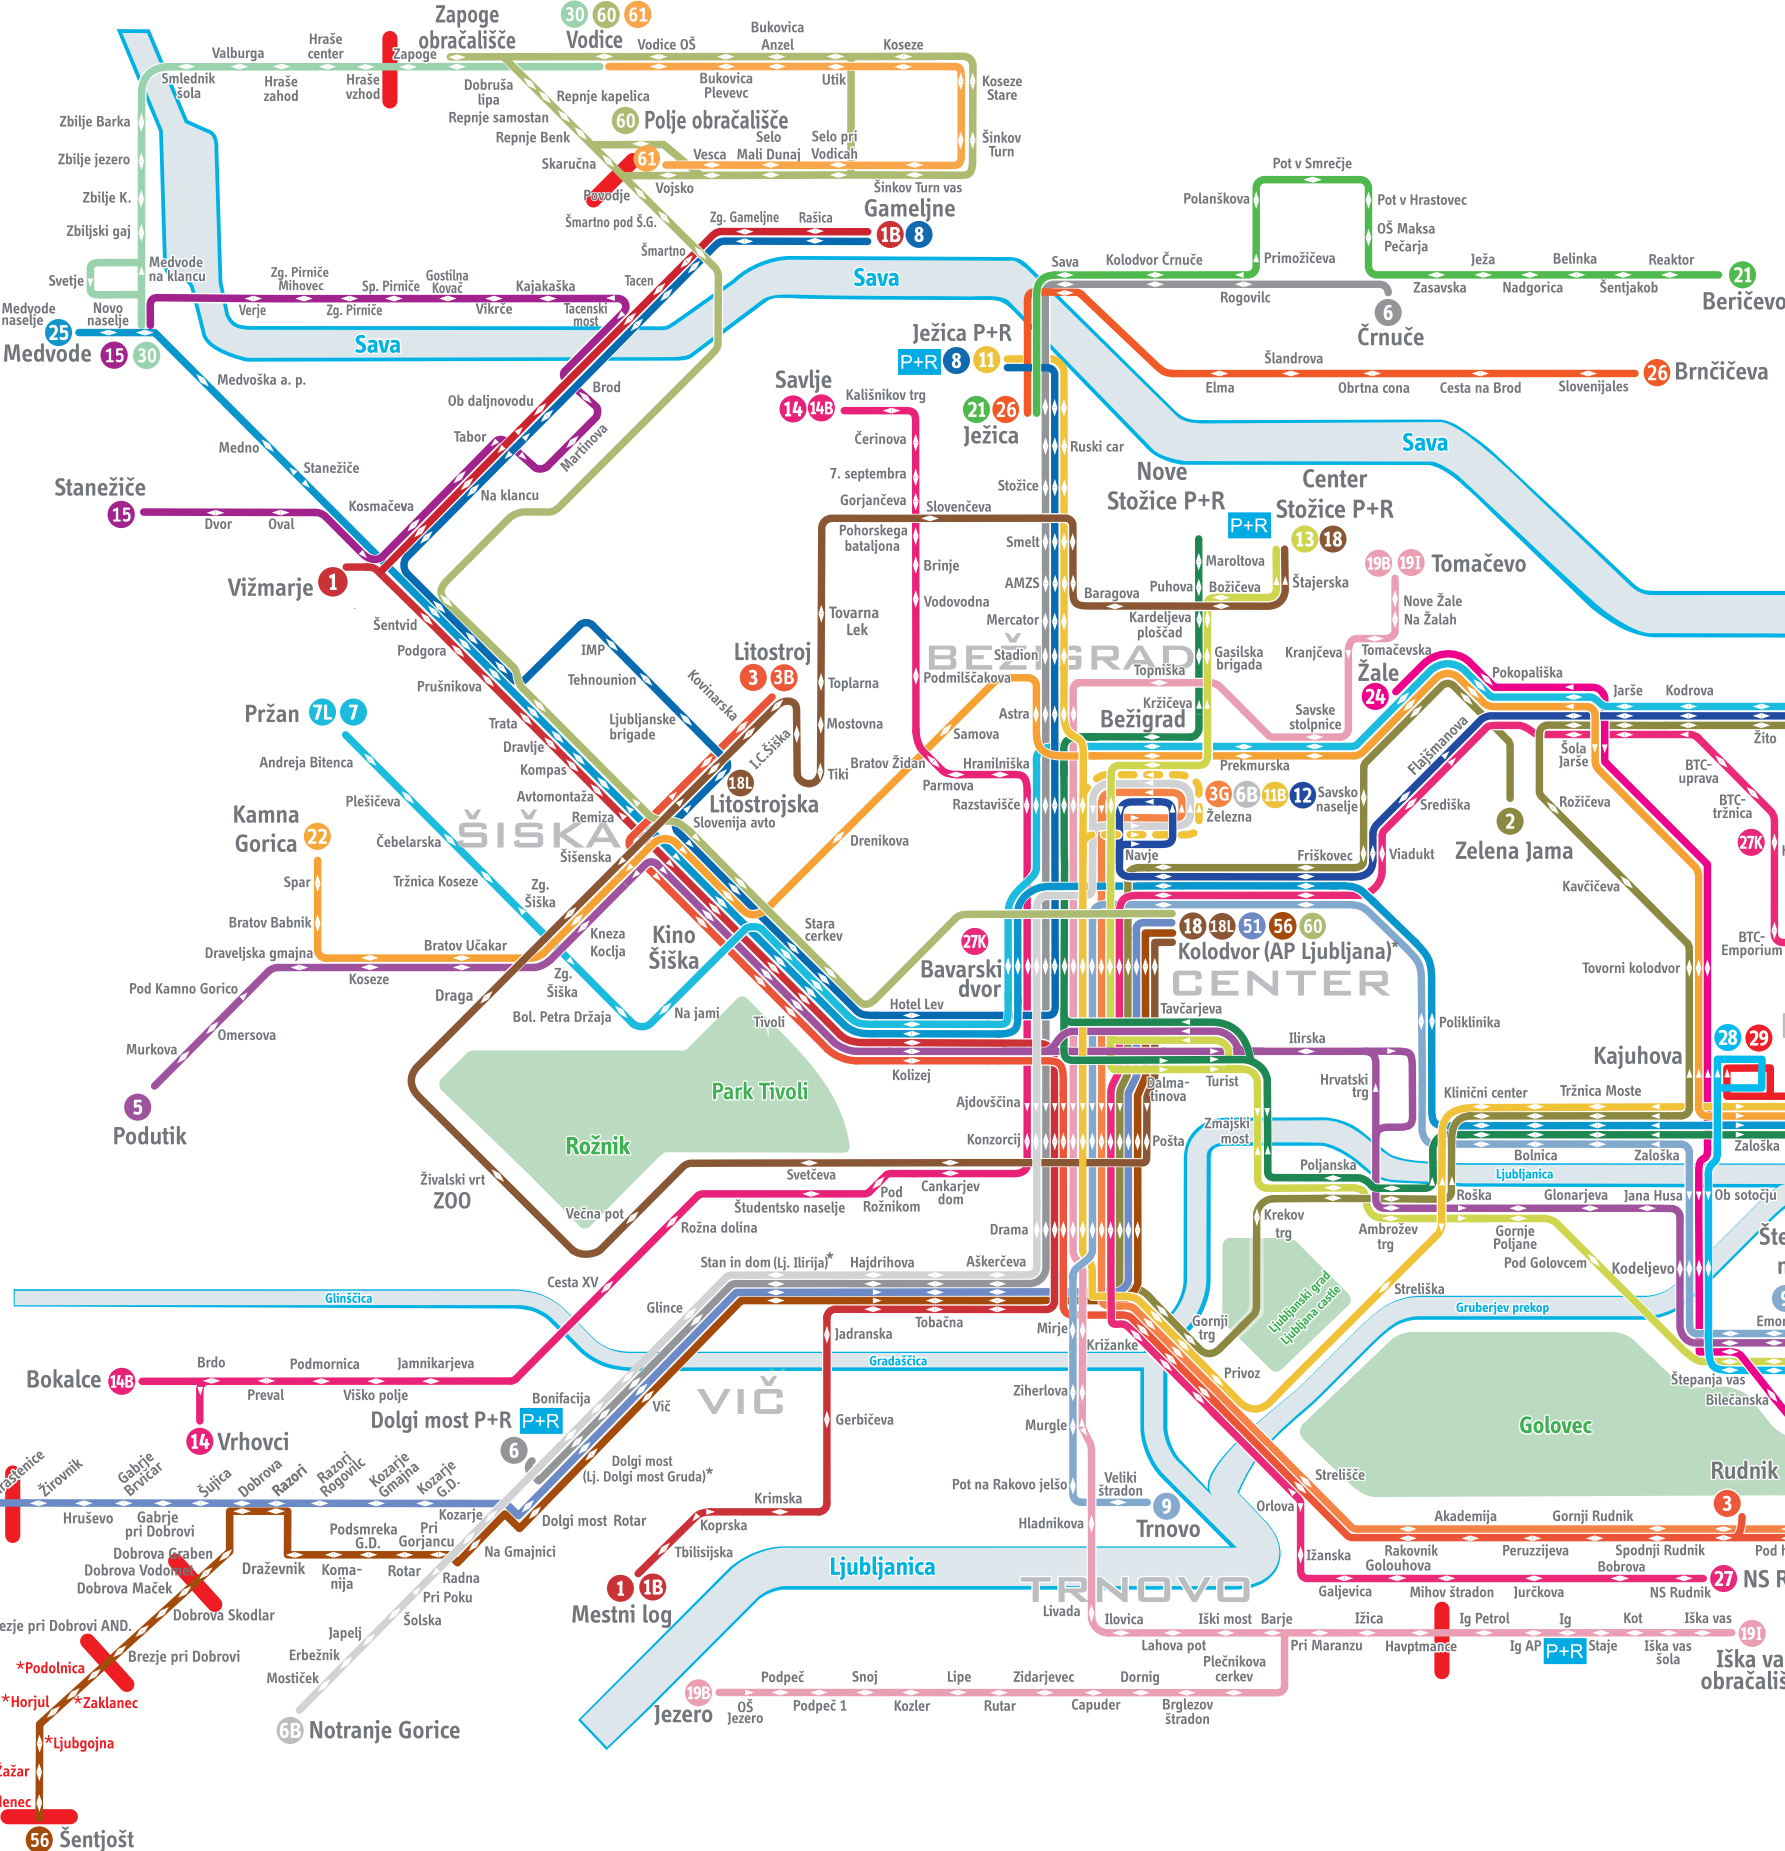 Zapoge
obračališče
30 60 61
Vodice
Valburga
Hraše
center
Zapoge
Vodice OŠ
Bukovica
Anzel
Koseze
Smlednik
šola
Hraše
zahod
Hraše
vzhod
Dobruša
lipa
Repnje kapelica
Bukovica
Plevevc
Utik
Koseze
Stare
Repnje samostan
60 Polje obračališče
Zbilje Barka
Repnje Benk
Selo
Mali Dunaj
Selo pri
Vodicah
Šinkov
Turn
Zbilje jezero
Skaručna
61
Vesca
Vojsko
Šinkov Turn vas
Povodje
Zbilje K.
Šmartno pod Š.G.
Zg. Gameljne
Rašica
Gameljne
1B 8
Zbiljski gaj
Šmartno
Svetje
Medvode
na klancu
Zg. Pirniče
Mihovec
Sp. Pirniče
Gostilna
Kovač
Kajakaška
Tacen
Medvode
naselje
Novo
naselje
Verje
Zg. Pirniče
Vikrče
Tacenski
most
25
Medvode 15 30
Sava
Sava
Medvoška a. p.
Brod
Ob daljnovodu
Tabor
Martinova
Medno
Stanežiče
Na klancu
Kosmačeva
Stanežiče
15
Dvor
Oval
Vižmarje 1
Šentvid
Podgora
Prušnikova
Trata
Dravlje
Kompas
Avtomontaža
Remiza
Šišenska
IMP
Tehnounion
Ljubljanske
brigade
Kovinarska
Litostroj
3 3B
I.C.Šiška
18L
Litostrojska
Slovenija avto
Tovarna
Lek
Toplarna
Mostovna
Tiki
Pot v Smrečje
Polanškova
Pot v Hrastovec
OŠ Maksa
Pečarja
Primožičeva
Sava
Kolodvor Črnuče
Rogovilc
6
Črnuče
Zasavska
Ježa
Nadgorica
Belinka
Šentjakob
Reaktor
21
Beričevo
Ježica P+R
P+R 8 11
Elma
Šlandrova
Obrtna cona
Cesta na Brod
Slovenijales
26 Brnčičeva
Savlje
14 14B
Kališnikov trg
21 26
Ježica
Črnova
7. septembra
Gorjančeva
Slovenčeva
Pohorskega
bataljona
Brinje
Vodovodna
Ruski car
Stožice
Smelt
AMZS
Mercator
Stadion
Podmilščakova
Astra
Sava
Nove
Stožice P+R
Center
Stožice P+R
P+R
13 18
Maroltova
Puhova
Božičeva
Štajerska
Baragova
Kardeljeva
ploščad
Gasilska
brigada
BEŽIGRAD
Topniška
Kržičeva
Bežigrad
19B 19I Tomačevo
Nove Žale
Na Žalah
Kranjčeva
Tomačevska
Žale
24
Savske
stolpnice
Pokopališka
Jarše
Kodrova
Žito
Flajšmanova
Šola
Jarše
Prekmurska
Samova
Bratov Židan
Hranilniška
Parmova
Razstavišče
Drenikova
3G 6B 11B 12
Železna
Savsko
naselje
Navje
Friškovec
Viadukt
Središka
2
Zelena Jama
Rožičeva
Kavčičeva
BTC-
uprava
BTC-
tržnica
27K
BTC-
Emporium
Tovorni kolodvor
Pržan 7L 7
Andreja Bitenca
Plešičeva
Čebelarska
Tržnica Koseze
Zg.
Šiška
Kamna
Gorica 22
Spar
Bratov Babnik
Draveljska gmajna
Bratov Učakar
Koseze
Kneza
Koclja
Zg.
Šiška
ŠIŠKA
Kino
Šiška
Bol. Petra Držaja
Na jami
Draga
Pod Kamno Gorico
Omersova
Murkova
5
Podutik
Stara
cerkev
Tivoli
Hotel Lev
Kolizej
27K
Bavarski
dvor
18 18L 51 56 60
Kolodvor (AP Ljubljana)*
CENTER
Tavčarjeva
Ilirska
Poliklinika
Dalma-
tinova
Turist
Hrvatski
trg
Kajuhova
28 29
Klinični center
Tržnica Moste
Ajdovščina
Konzorcij
Pošta
Zmajski
most
Bolnica
Zaloška
Zaloška
Poljanska
Ljubljanica
Roška
Glonarjeva
Jana Husa
Ob sotočju
Park Tivoli
Rožnik
Živalski vrt
ZOO
Večna pot
Svetčeva
Cankarjev
dom
Pod
Rožnikom
Študentsko naselje
Rožna dolina
Drama
Krekov
trg
Ambrožev
trg
Gornje
Poljane
Pod Golovcem
Kodeljevo
Stan in dom (Lj. Ilirija)*
Hajdrihova
Aškerčeva
Cesta XV
Glince
Glinščica
Tobačna
Jadranska
Mirje
Križanke
Gornji
trg
Ljubljanski grad
Ljubljana castle
Streliška
Gruberjev prekop
Privoz
Gradaščica
Štepanja vas
Bilečanska
Bokalce 14B
Brdo
Preval
Podmornica
Viško polje
Jamnikarjeva
14 Vrhovci
Bonifacija
Dolgi most P+R P+R
6
VIČ
Vič
Gerbičeva
Ziherlova
Murgle
Golovec
Dolgi most
(Lj. Dolgi most Gruda)*
Pot na Rakovo jelšo
Veliki
štradon
9
Trnovo
Strelišče
Orlova
Rudnik
3
Žirovnik
Gabrje
Brvičar
Šujica
Dobrova
Razori
Razori
Rogovilc
Kozarje
Gmajna
Kozarje
G.D.
Hruševo
Gabrje
pri Dobrovi
Kozarje
Dolgi most Rotar
Krimska
Koprska
Tbilisijska
Hladnikova
Akademija
Gornji Rudnik
Rakovnik
Peruzzijeva
Spodnji Rudnik
Ižanska
Golouhova
Bobrova
Galjevica
Mihov štradon
Jurčkova
NS Rudnik
27
Dobrova Graben
Dobrova Vodomet
Dobrova Maček
Dobrova Skodlar
Draževnik
Podsmreka
G.D.
Koma-
nija
Rotar
Pri
Gorjancu
Na Gmajnici
Radna
Pri Poku
Šolska
Japelj
Erbežnik
Mostiček
6B Notranje Gorice
1 1B
Mestni log
Ljubljanica
TRNOVO
Livada
Ilovica
Lahova pot
Iški most
Barje
Pri Maranzu
Ižica
Havptmance
Ig Petrol
Ig AP
Ig
P+R
Staje
Kot
Iška vas
šola
Iška vas
19I
Brezje pri Dobrovi
*Podolnica
*Horjul
*Zaklanec
*Ljubgojna
56 Šentjošt
19B
Jezero
OŠ
Jezero
Podpeč
Podpeč 1
Snoj
Kozler
Lipe
Rutar
Zidarjevec
Capuder
Dornig
Brglezov
štradon
Plečnikova
cerkev